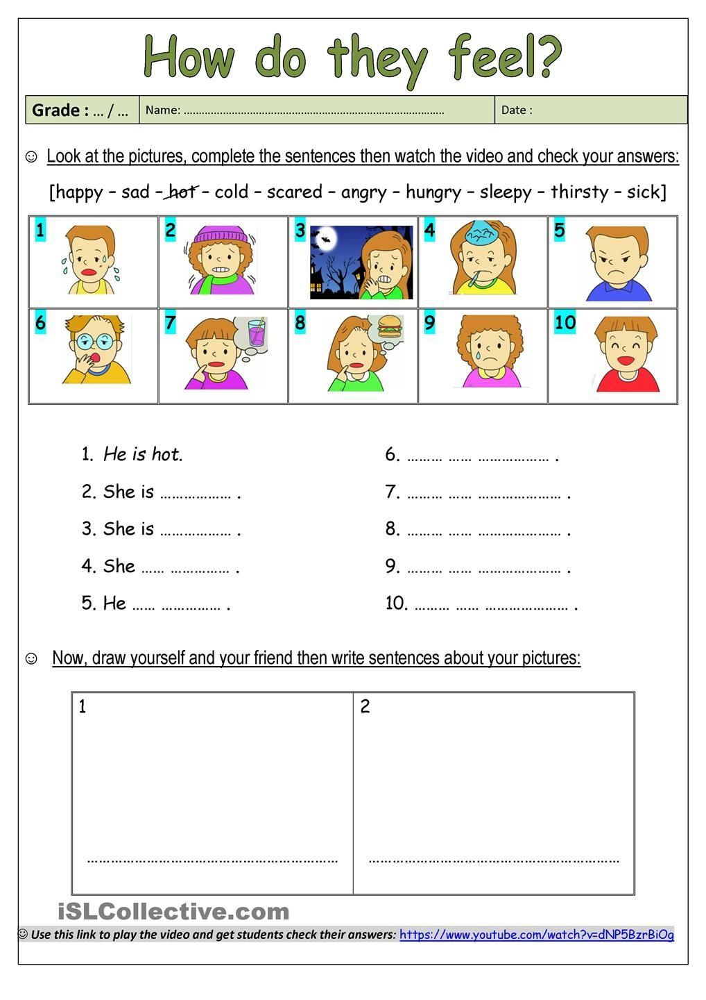 How do they feel?
Grade : ... / ... Name: ...................................................................................... Date :
☺ Look at the pictures, complete the sentences then watch the video and check your answers:
[happy – sad – hot – cold – scared – angry – hungry – sleepy – thirsty – sick]
1 2 3 4 5
6 7 8 9 10
1. He is hot.
2. She is ……………… .
3. She is ……………… .
4. She …… …………… .
5. He …… …………… .
6. ……… …… ……………… .
7. ……… …… ………………… .
8. ……… …… ………………… .
9. ……… …… ………………… .
10. ……… …… ………………… .
☺ Now, draw yourself and your friend then write sentences about your pictures:
1 2
……………………………………………………… ………………………………………………………
iSLCollective.com
☺ Use this link to play the video and get students check their answers: https://www.youtube.com/watch?v=dNP5BzrBiOg